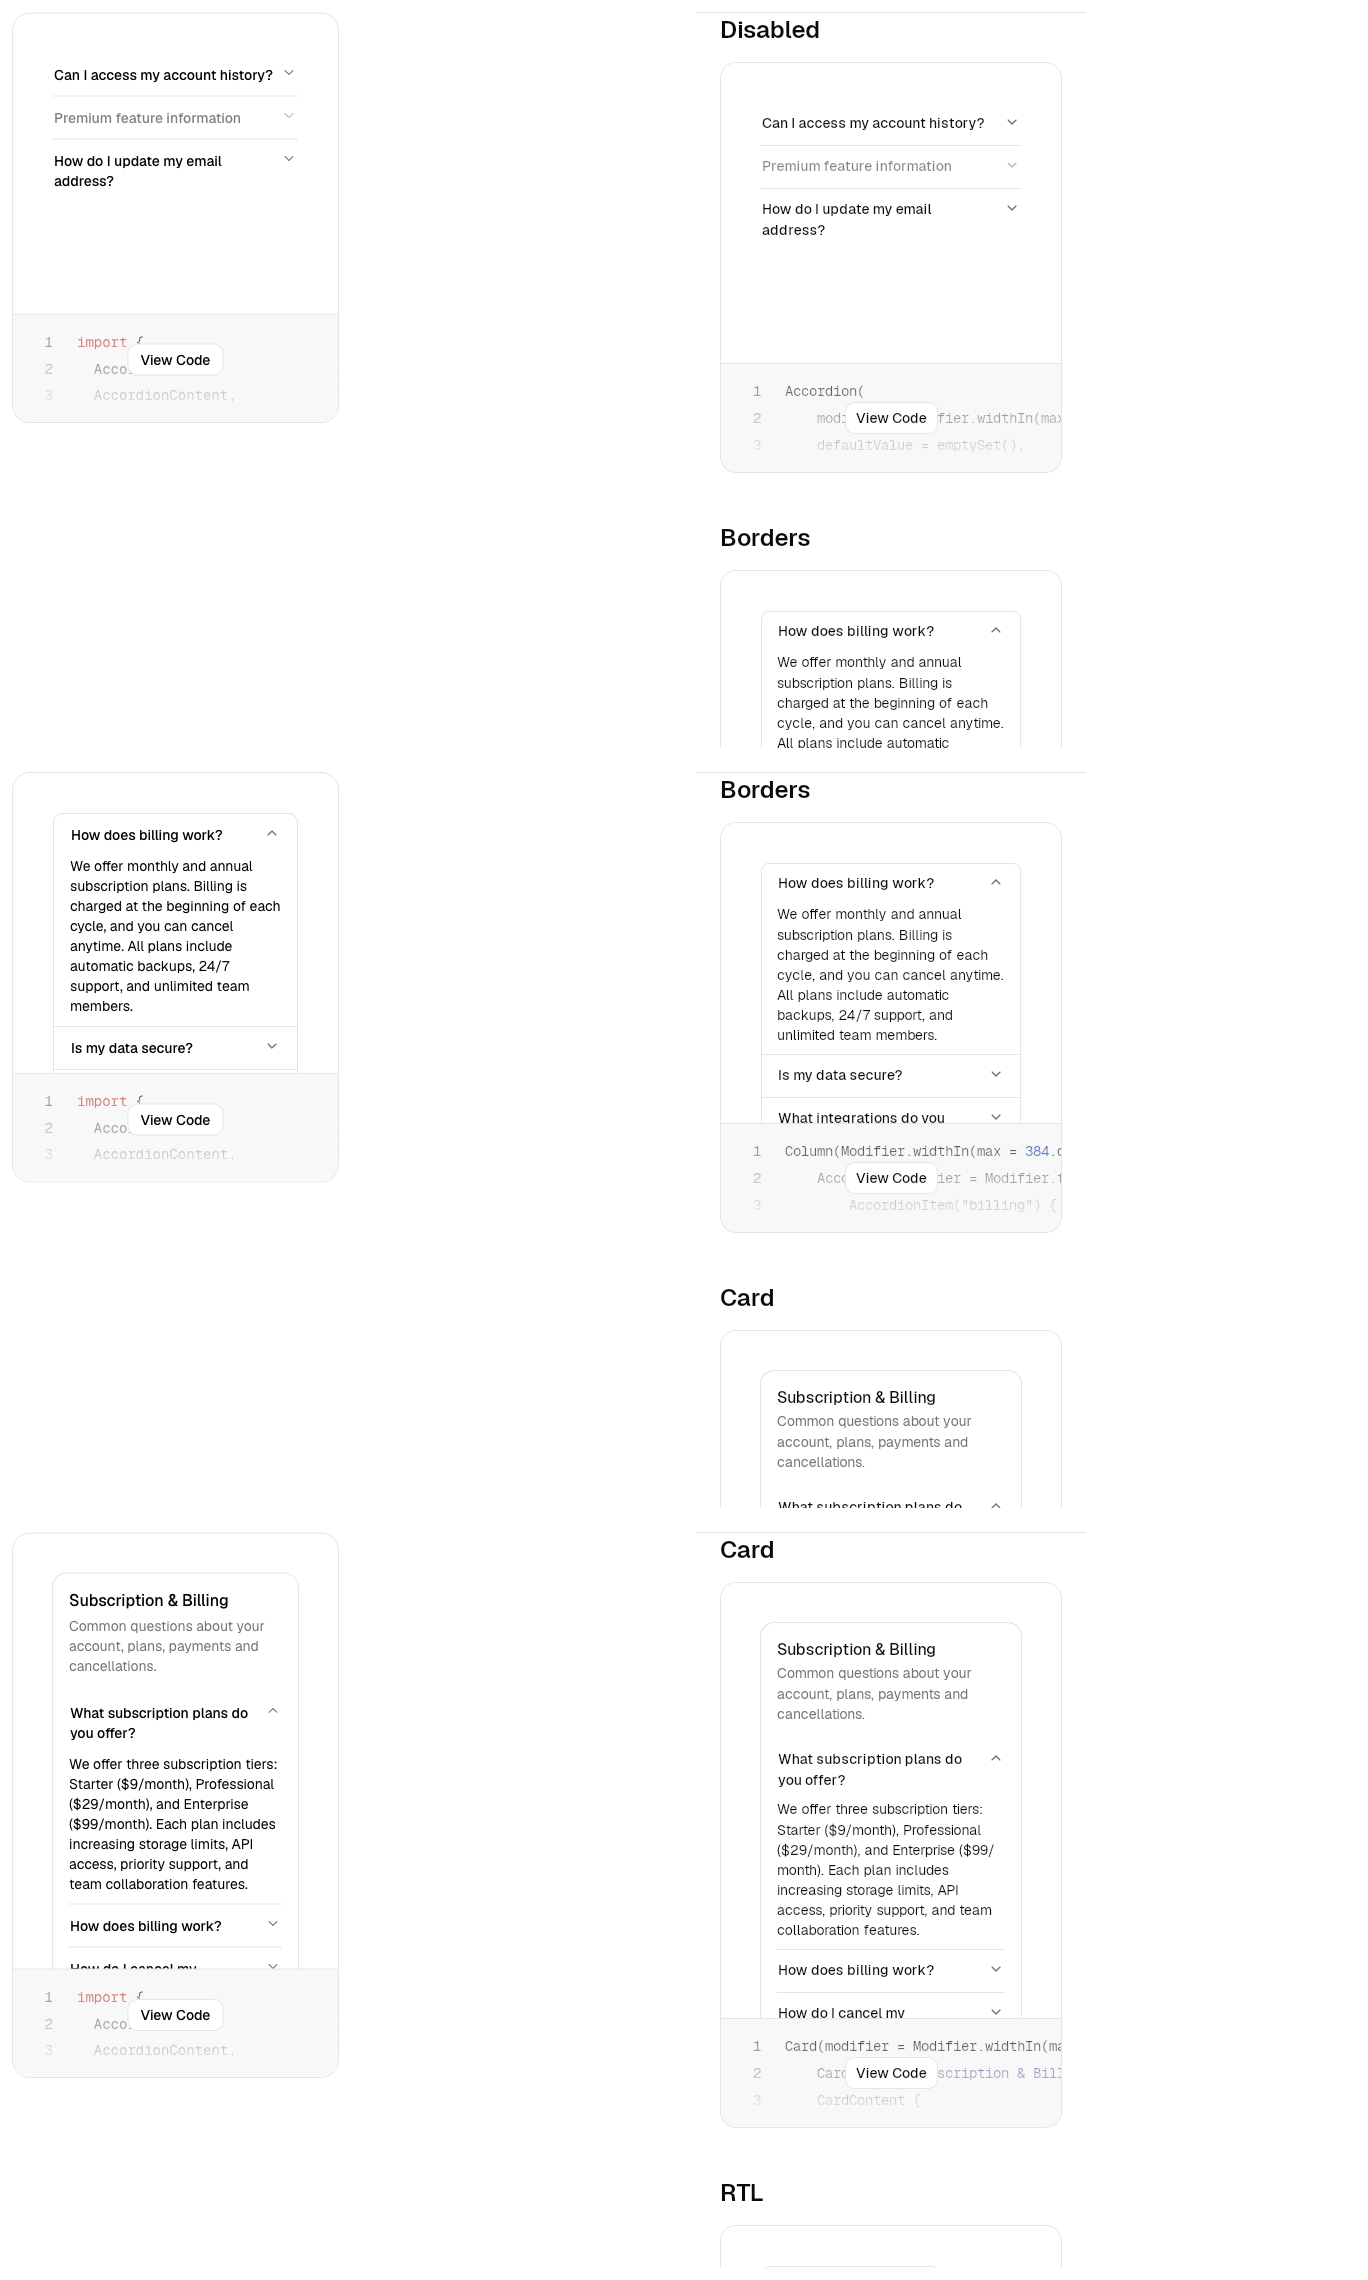 Can I access my account history?
Premium feature information
How do I update my email
address?
1 import {
View Code
2 Acco
3 AccordionContent,
Disabled
Can I access my account history?
Premium feature information
How do I update my email
address?
1 Accordion(
2 modi View Code fier.widthIn(max
3 defaultValue = emptySet(),
Borders
How does billing work?
We offer monthly and annual
subscription plans. Billing is
charged at the beginning of each
cycle, and you can cancel anytime.
All plans include automatic
How does billing work?
We offer monthly and annual
subscription plans. Billing is
charged at the beginning of each
cycle, and you can cancel
anytime. All plans include
automatic backups, 24/7
support, and unlimited team
members.
Is my data secure?
1 import {
View Code
2 Acco
3 AccordionContent,
Borders
How does billing work?
We offer monthly and annual
subscription plans. Billing is
charged at the beginning of each
cycle, and you can cancel anytime.
All plans include automatic
backups, 24/7 support, and
unlimited team members.
Is my data secure?
What integrations do you
1 Column(Modifier.widthIn(max = 384.d
2 Acco View Code ier = Modifier.f
3 AccordionItem("billing") {
Card
Subscription & Billing
Common questions about your
account, plans, payments and
cancellations.
What subscription plans do
Subscription & Billing
Common questions about your
account, plans, payments and
cancellations.
What subscription plans do
you offer?
We offer three subscription tiers:
Starter ($9/month), Professional
($29/month), and Enterprise
($99/month). Each plan includes
increasing storage limits, API
access, priority support, and
team collaboration features.
How does billing work?
How do I cancel my
1 import {
View Code
2 Acco
3 AccordionContent,
Card
Subscription & Billing
Common questions about your
account, plans, payments and
cancellations.
What subscription plans do
you offer?
We offer three subscription tiers:
Starter ($9/month), Professional
($29/month), and Enterprise ($99/
month). Each plan includes
increasing storage limits, API
access, priority support, and team
collaboration features.
How does billing work?
How do I cancel my
1 Card(modifier = Modifier.widthIn(ma
2 Card View Code scription & Bill
3 CardContent {
RTL